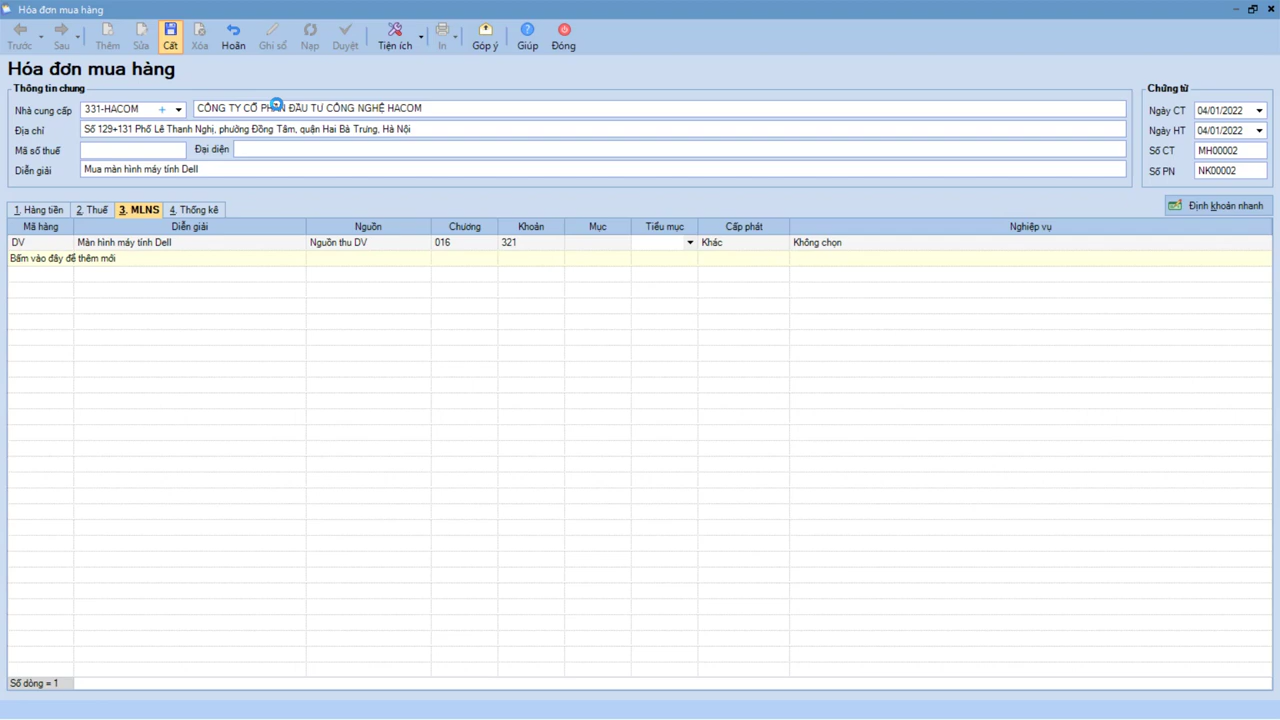 Hóa đơn mua hàng
Trước Sau Thêm Sửa Cất Xóa Hoãn Ghi sổ Nạp Duyệt Tiện ích In Góp ý Giúp Đóng
Hóa đơn mua hàng
Thông tin chung
Nhà cung cấp 331-HACOM CÔNG TY CỔ PHẦN ĐẦU TƯ CÔNG NGHỆ HACOM
Địa chỉ Số 129+131 Phố Lê Thanh Nghị, phường Đồng Tâm, quận Hai Bà Trưng, Hà Nội
Mã số thuế Đại diện
Diễn giải Mua màn hình máy tính Dell
Chứng từ
Ngày CT 04/01/2022
Ngày HT 04/01/2022
Số CT MH00002
Số PN NK00002
1. Hàng tiền 2. Thuế 3. MLNS 4. Thống kê
Định khoản nhanh
Mã hàng Diễn giải Nguồn Chương Khoản Mục Tiểu mục Cấp phát Nghiệp vụ
DV Màn hình máy tính Dell Nguồn thu DV 016 321 Khác Không chọn
Bấm vào đây để thêm mới
Số dòng = 1